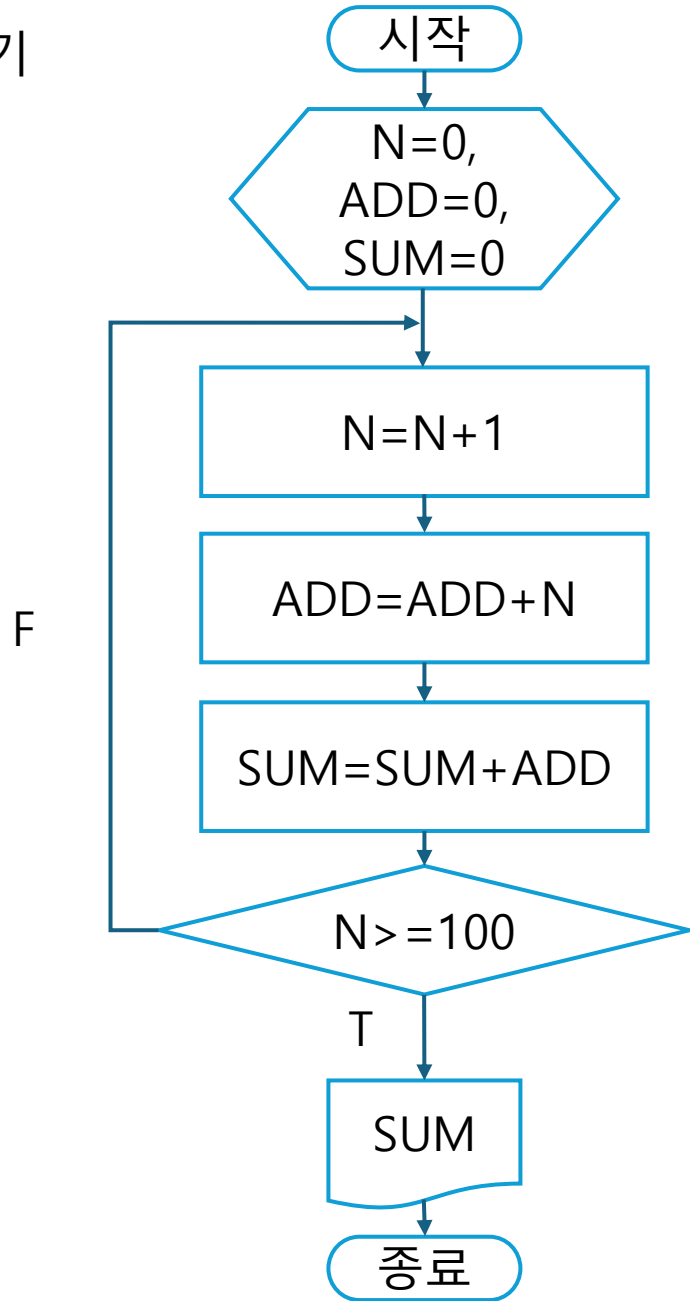 기
시작
N=0,
ADD=0,
SUM=0
N=N+1
ADD=ADD+N
F
SUM=SUM+ADD
N>=100
T
SUM
종료